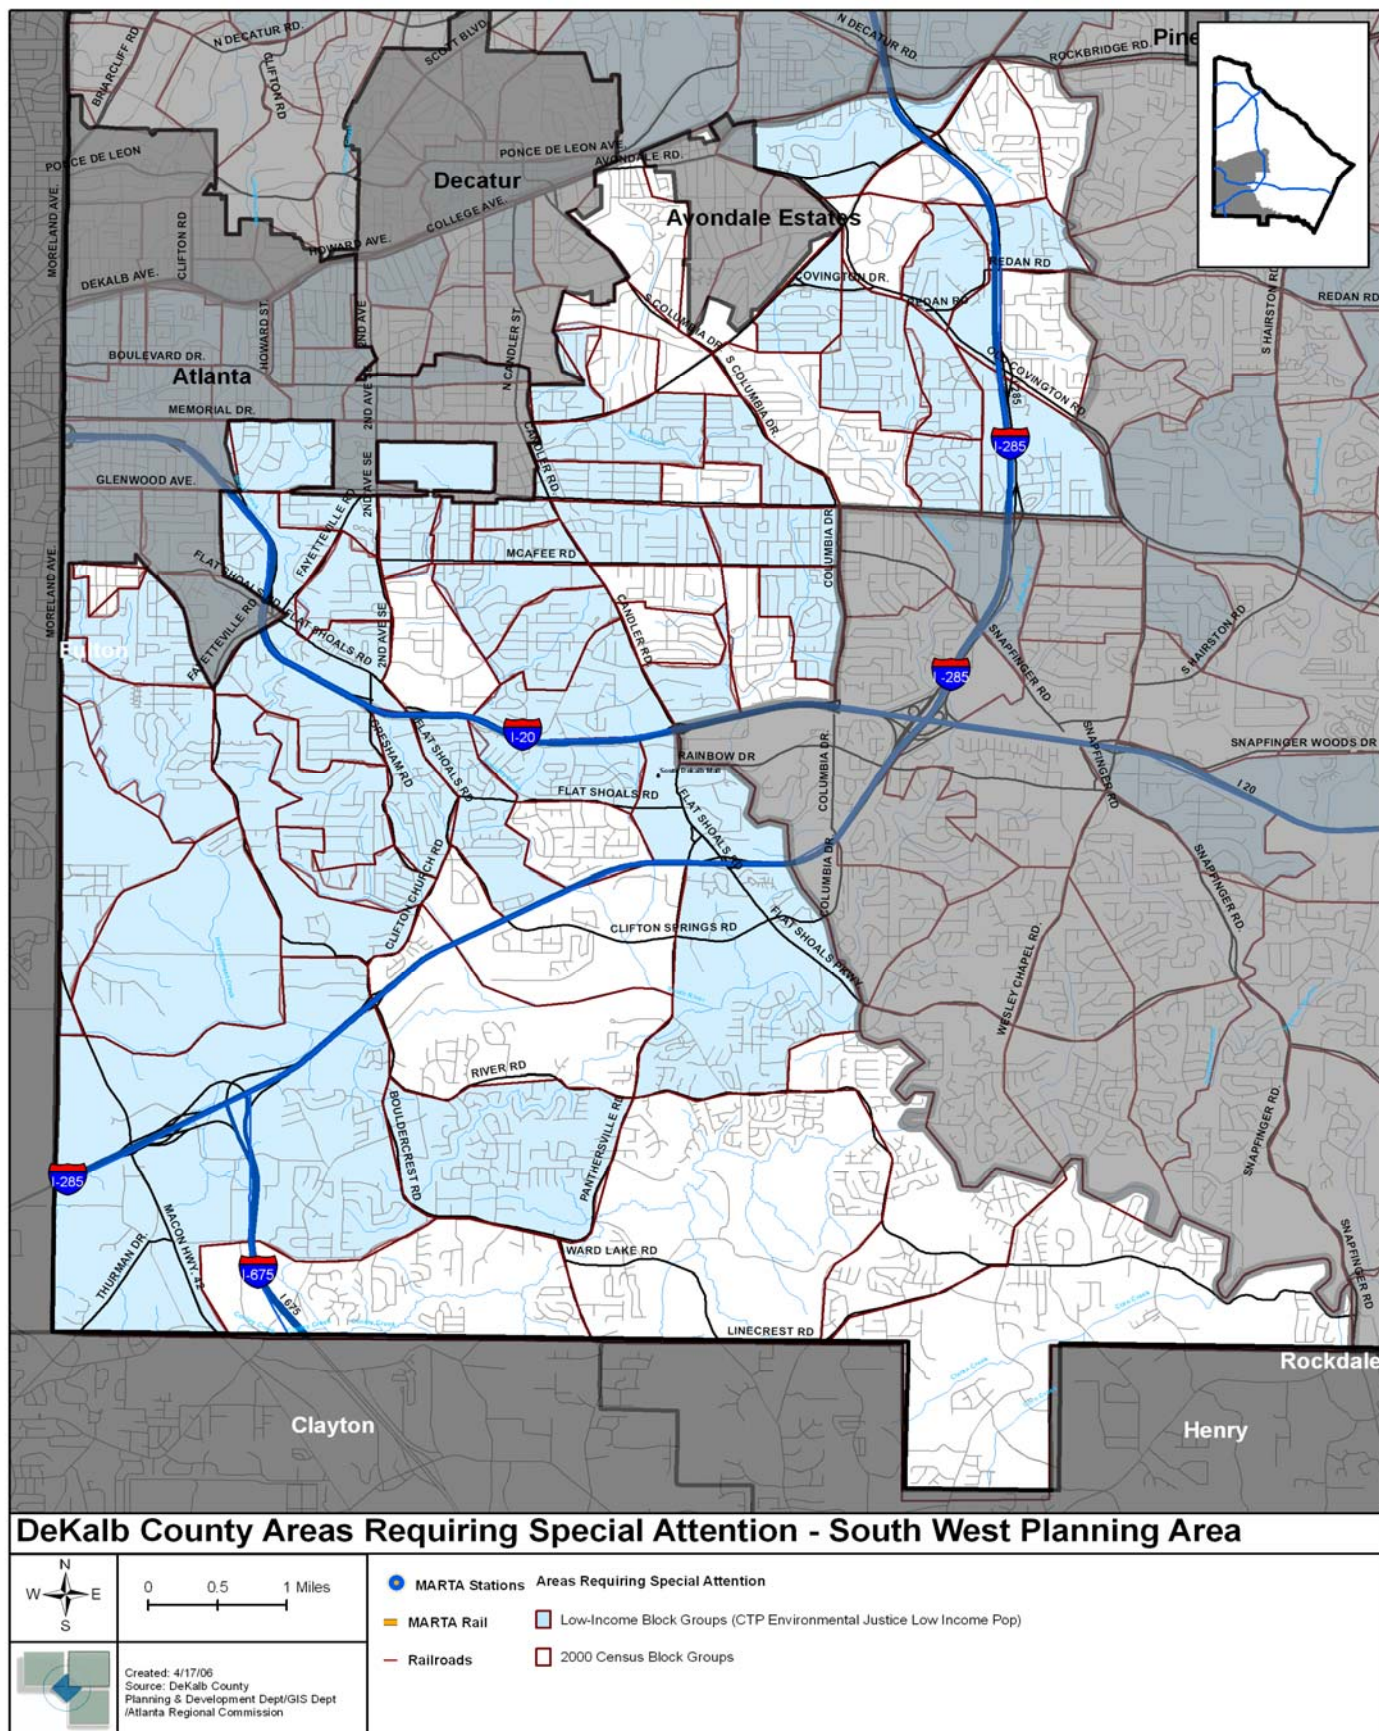 N DECATUR RD.
BRIARCLIFF RD
CLIFTON RD
SCOTT BLVD.
N DECATUR RD.
ROCKBRIDGE RD.
Pine
PONCE DE LEON
PONCE DE LEON AVE.
AVONDALE RD.
Decatur
COLLEGE AVE.
HOWARD AVE.
Avondale Estates
MORELAND AVE.
CLIFTON RD
DEKALB AVE.
HOWARD ST
2ND AVE
N CANDLER ST.
S COLUMBIA DR.
S COLUMBIA DR.
COVINGTON DR.
REDAN RD
REDAN RD
REDAN RD
S HAIRSTON RD
OLD COVINGTON RD.
I-285
I-285
BOULEVARD DR.
Atlanta
MEMORIAL DR.
2ND AVE SE
GLENWOOD AVE.
2ND AVE SE
CANDLER RD.
FAYETTEVILLE RD
MCAFEE RD
COLUMBIA DR.
MORELAND AVE.
Fulton
FLAT SHOALS RD
FLAT SHOALS RD
FAYETTEVILLE RD
2ND AVE SE
CANDLER RD
SNAPFINGER RD
S HAIRSTON RD
I-285
I-20
GRESHAM RD
FLAT SHOALS RD
RAINBOW DR
South Dekalb Mall
FLAT SHOALS RD
COLUMBIA DR.
SNAPFINGER RD
SNAPFINGER WOODS DR
I 20
FLAT SHOALS RD
COLUMBIA DR.
CLIFTON CHURCH RD
CLIFTON SPRINGS RD
FLAT SHOALS PKWY
SNAPFINGER RD.
WESLEY CHAPEL RD.
RIVER RD
BOULDERCREST RD
PANTHERSVILLE RD
SNAPFINGER RD.
I-285
MACON HWY. 42
THURMAN DR.
I-675
I 675
WARD LAKE RD
LINECREST RD
SNAPFINGER RD
Rockdale
Clayton
Henry
DeKalb County Areas Requiring Special Attention - South West Planning Area
N
W E
S
0 0.5 1 Miles
Created: 4/17/06
Source: DeKalb County
Planning & Development Dept/GIS Dept
/Atlanta Regional Commission
MARTA Stations
MARTA Rail
Railroads
Areas Requiring Special Attention
Low-Income Block Groups (CTP Environmental Justice Low Income Pop)
2000 Census Block Groups